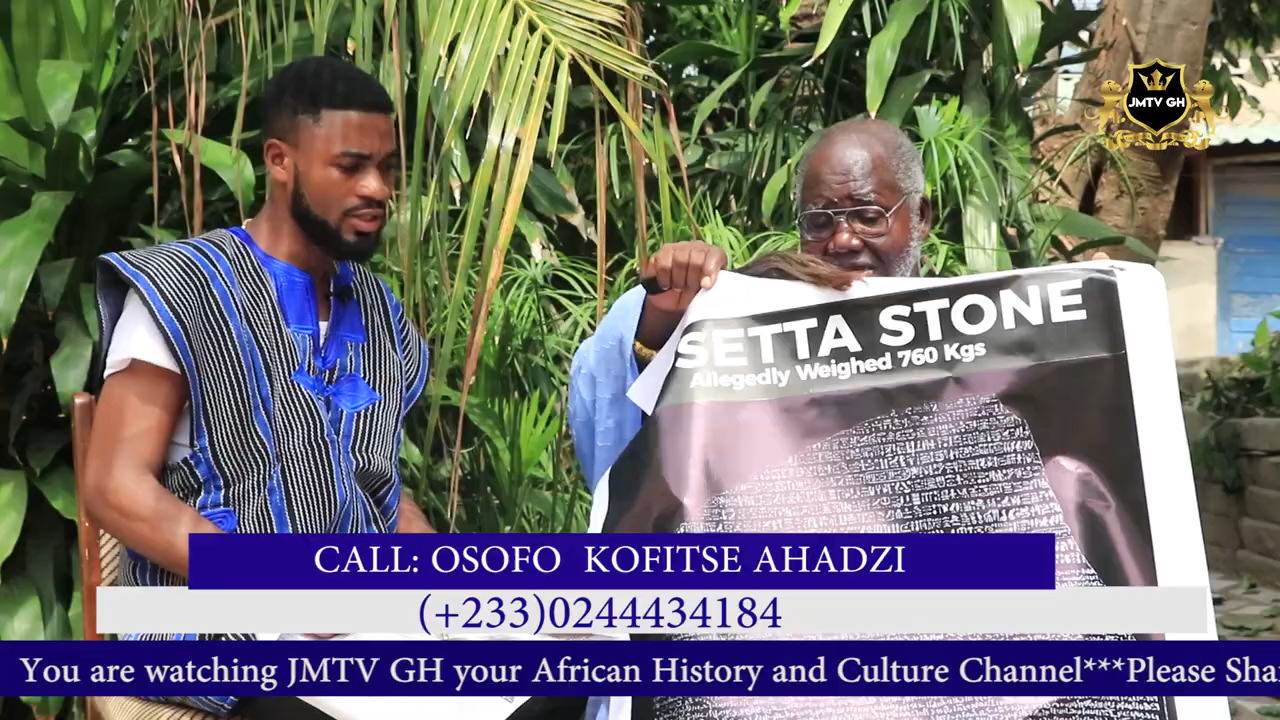 JMTV GH
SETTA STONE
Allegedly Weighed 760 Kgs
CALL: OSOFO KOFITSE AHADZI
(+233)0244434184
You are watching JMTV GH your African History and Culture Channel***Please Sha